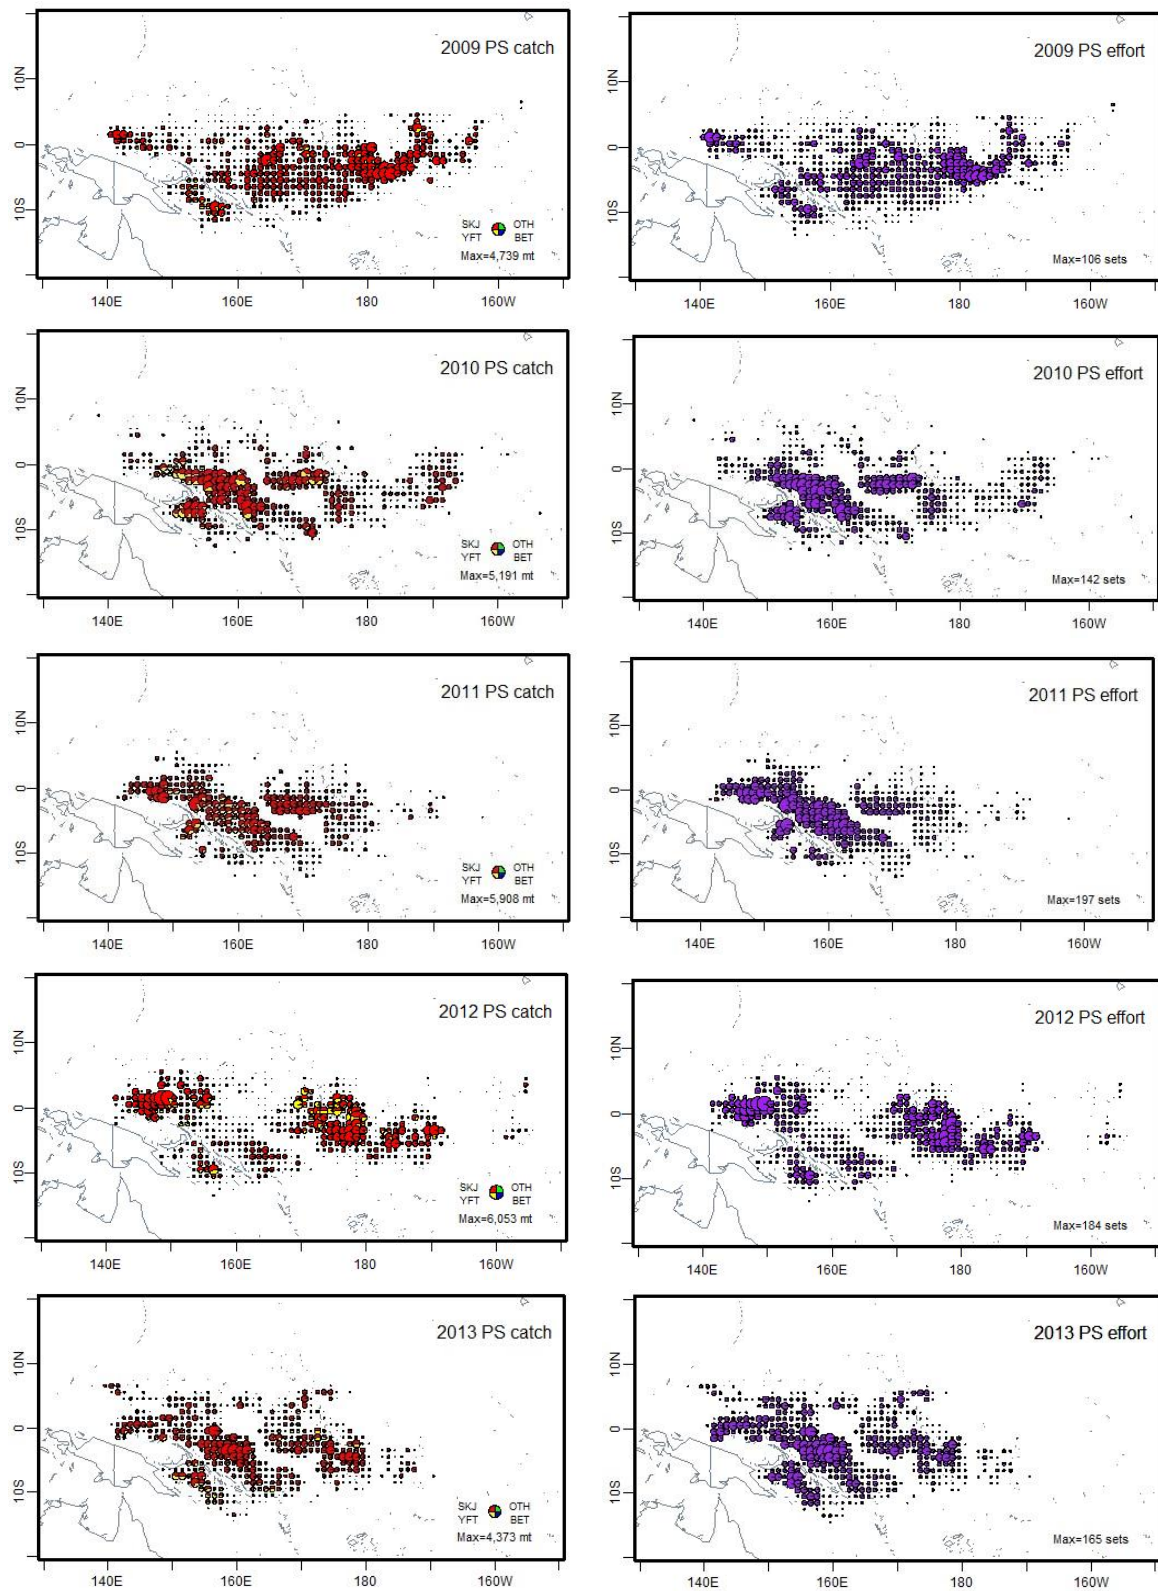 2009 PS catch
10N
0
10S
SKJ OTH
YFT BET
Max=4,739 mt
140E 160E 180 160W
2009 PS effort
10N
0
10S
Max=106 sets
140E 160E 180 160W
2010 PS catch
10N
0
10S
SKJ OTH
YFT BET
Max=5,191 mt
140E 160E 180 160W
2010 PS effort
10N
0
10S
Max=142 sets
140E 160E 180 160W
2011 PS catch
10N
0
10S
SKJ OTH
YFT BET
Max=5,908 mt
140E 160E 180 160W
2011 PS effort
10N
0
10S
Max=197 sets
140E 160E 180 160W
2012 PS catch
10N
0
10S
SKJ OTH
YFT BET
Max=6,053 mt
140E 160E 180 160W
2012 PS effort
10N
0
10S
Max=184 sets
140E 160E 180 160W
2013 PS catch
10N
0
10S
SKJ OTH
YFT BET
Max=4,373 mt
140E 160E 180 160W
2013 PS effort
10N
0
10S
Max=165 sets
140E 160E 180 160W